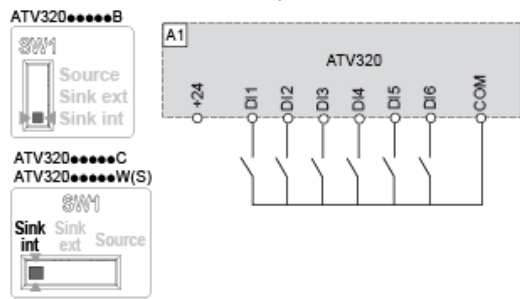 ATV320●●●●●B
SW1
Source
Sink ext
Sink int
ATV320●●●●●C
ATV320●●●●●W(S)
SW1
Sink int
Sink ext
Source
A1
ATV320
+24
DI1
DI2
DI3
DI4
DI5
DI6
COM